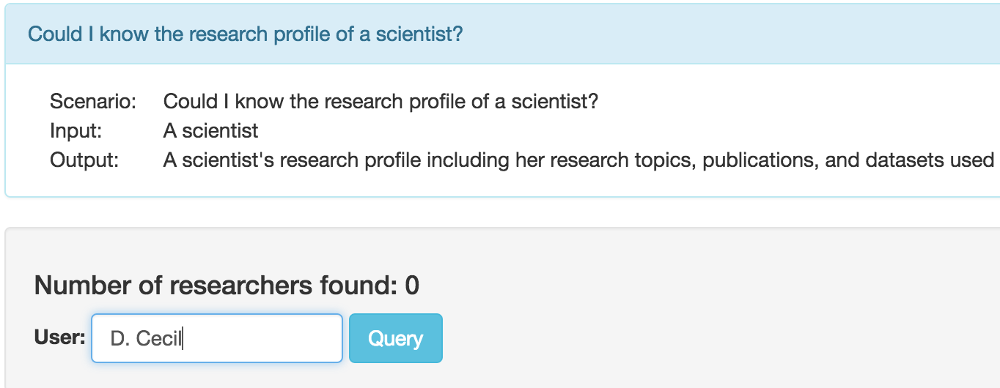 Could I know the research profile of a scientist?
Scenario: Could I know the research profile of a scientist?
Input: A scientist
Output: A scientist's research profile including her research topics, publications, and datasets used
Number of researchers found: 0
User: D. Cecil Query